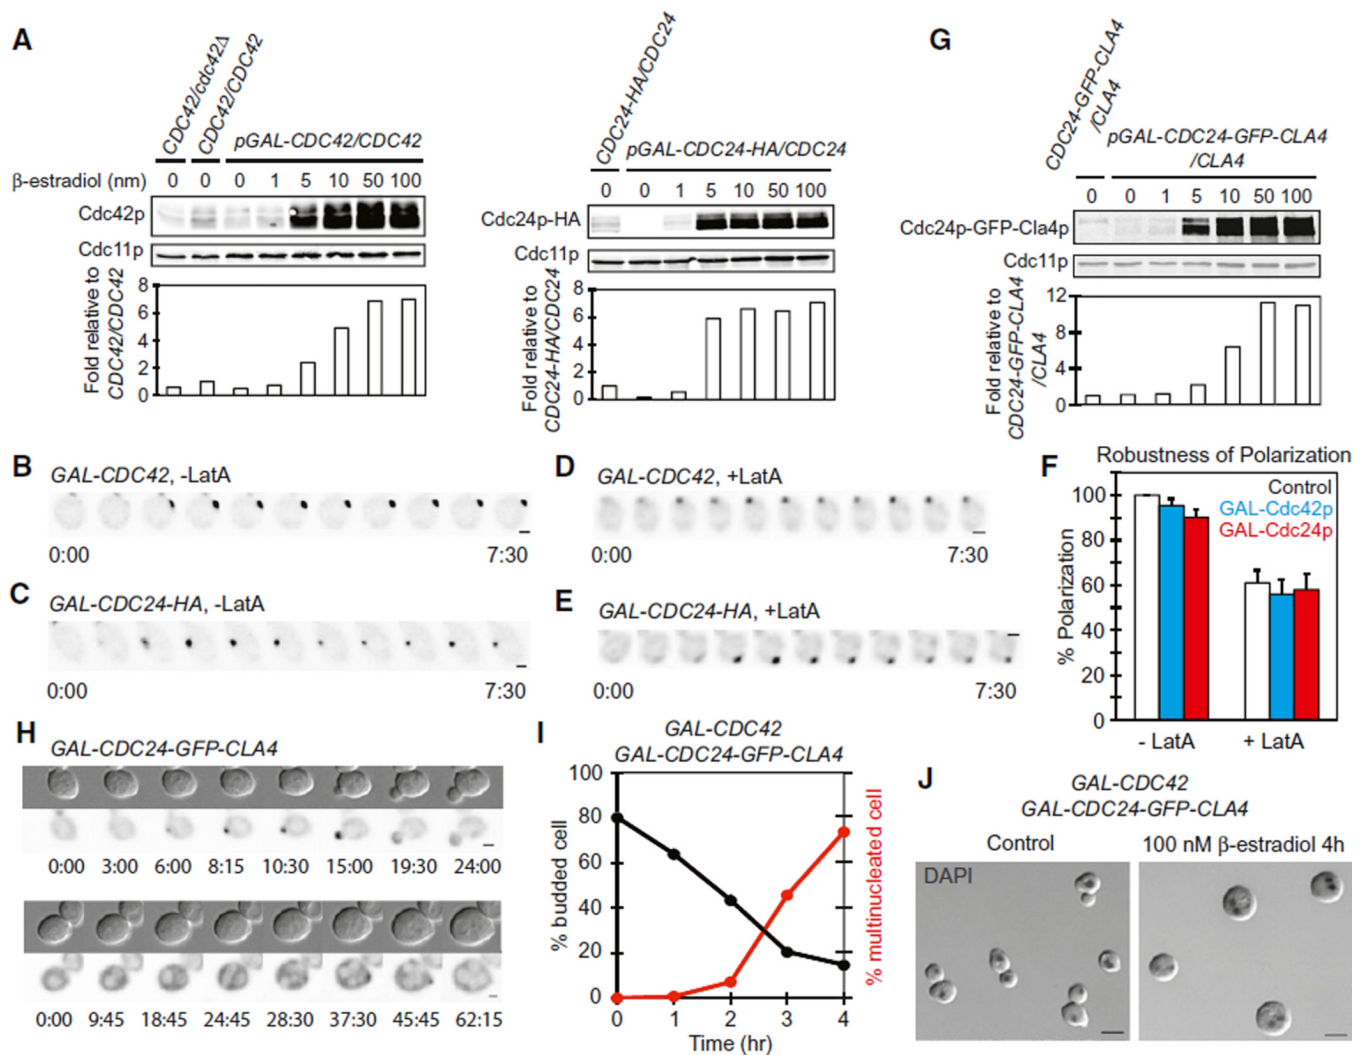 A
CDC42/cdc42Δ
CDC42/CDC42
pGAL-CDC42/CDC42
β-estradiol (nm) 0 0 0 1 5 10 50 100
Cdc42p
Cdc11p
Fold relative to
CDC42/CDC42
8
6
4
2
0
CDC24-HA/CDC24
pGAL-CDC24-HA/CDC24
0 0 1 5 10 50 100
Cdc24p-HA
Cdc11p
Fold relative to
CDC24-HA/CDC24
8
6
4
2
0
G
CDC24-GFP-CLA4
/CLA4
pGAL-CDC24-GFP-CLA4
/CLA4
0 0 1 5 10 50 100
Cdc24p-GFP-Cla4p
Cdc11p
Fold relative to
CDC24-GFP-CLA4
/CLA4
12
8
4
0
B
GAL-CDC42, -LatA
0:00 7:30
C
GAL-CDC24-HA, -LatA
0:00 7:30
D
GAL-CDC42, +LatA
0:00 7:30
E
GAL-CDC24-HA, +LatA
0:00 7:30
F
Robustness of Polarization
Control
GAL-Cdc42p
GAL-Cdc24p
% Polarization
100
80
60
40
20
0
- LatA + LatA
H
GAL-CDC24-GFP-CLA4
0:00 3:00 6:00 8:15 10:30 15:00 19:30 24:00
0:00 9:45 18:45 24:45 28:30 37:30 45:45 62:15
I
GAL-CDC42
GAL-CDC24-GFP-CLA4
% budded cell
% multinucleated cell
100
80
60
40
20
0
0 1 2 3 4
Time (hr)
J
GAL-CDC42
GAL-CDC24-GFP-CLA4
Control 100 nM β-estradiol 4h
DAPI